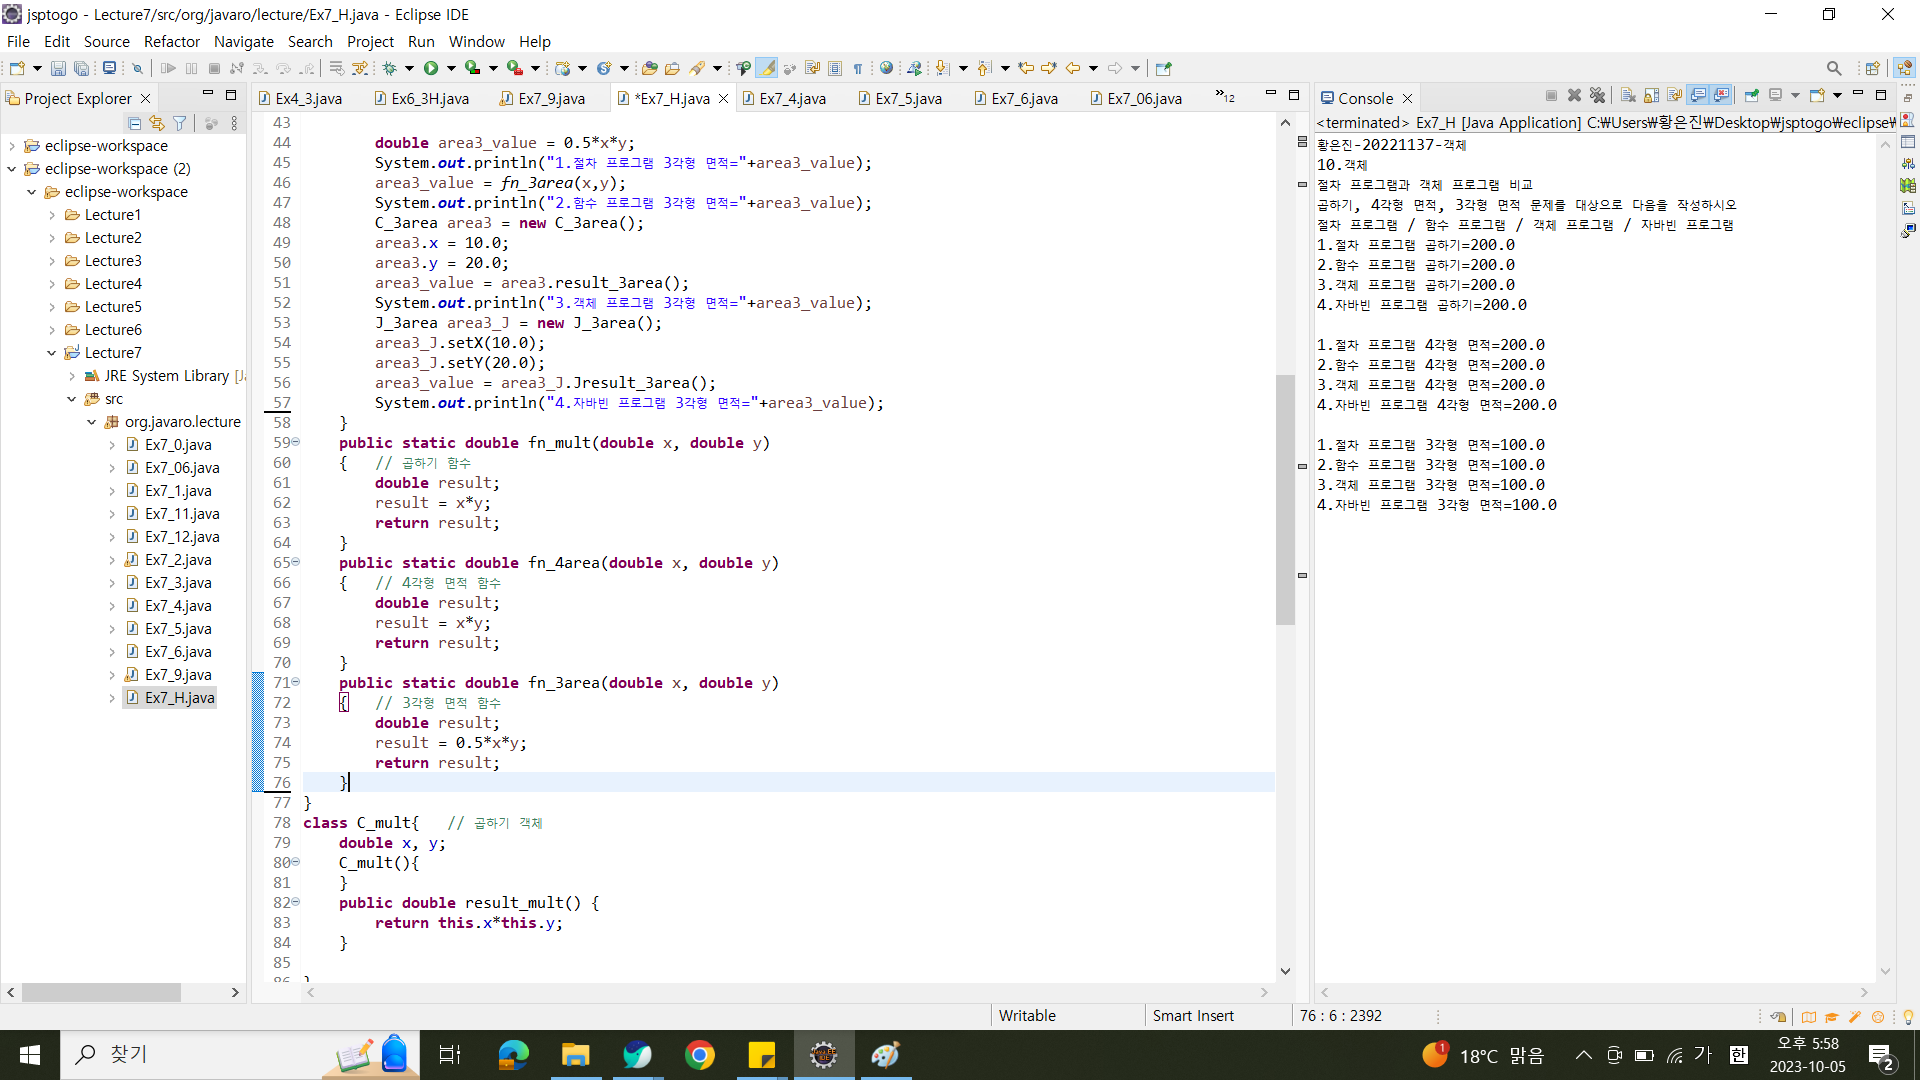 jsptogo - Lecture7/src/org/javaro/lecture/Ex7_H.java - Eclipse IDE
File Edit Source Refactor Navigate Search Project Run Window Help
Project Explorer
eclipse-workspace
eclipse-workspace (2)
eclipse-workspace
Lecture1
Lecture2
Lecture3
Lecture4
Lecture5
Lecture6
Lecture7
JRE System Library
src
org.javaro.lecture
Ex7_0.java
Ex7_06.java
Ex7_1.java
Ex7_11.java
Ex7_12.java
Ex7_2.java
Ex7_3.java
Ex7_4.java
Ex7_5.java
Ex7_6.java
Ex7_9.java
Ex7_H.java
Ex4_3.java Ex6_3H.java Ex7_9.java *Ex7_H.java Ex7_4.java Ex7_5.java Ex7_6.java Ex7_06.java »12
43
44 double area3_value = 0.5*x*y;
45 System.out.println("1.절차 프로그램 3각형 면적="+area3_value);
46 area3_value = fn_3area(x,y);
47 System.out.println("2.함수 프로그램 3각형 면적="+area3_value);
48 C_3area area3 = new C_3area();
49 area3.x = 10.0;
50 area3.y = 20.0;
51 area3_value = area3.result_3area();
52 System.out.println("3.객체 프로그램 3각형 면적="+area3_value);
53 J_3area area3_J = new J_3area();
54 area3_J.setX(10.0);
55 area3_J.setY(20.0);
56 area3_value = area3_J.Jresult_3area();
57 System.out.println("4.자바빈 프로그램 3각형 면적="+area3_value);
58 }
59 public static double fn_mult(double x, double y)
60 { // 곱하기 함수
61 double result;
62 result = x*y;
63 return result;
64 }
65 public static double fn_4area(double x, double y)
66 { // 4각형 면적 함수
67 double result;
68 result = x*y;
69 return result;
70 }
71 public static double fn_3area(double x, double y)
72 { // 3각형 면적 함수
73 double result;
74 result = 0.5*x*y;
75 return result;
76 }
77 }
78 class C_mult{ // 곱하기 객체
79 double x, y;
80 C_mult(){
81 }
82 public double result_mult() {
83 return this.x*this.y;
84 }
85
Console
<terminated> Ex7_H [Java Application] C:₩Users₩황은진₩Desktop₩jsptogo₩eclipse₩
황은진-20221137-객체
10.객체
절차 프로그램과 객체 프로그램 비교
곱하기, 4각형 면적, 3각형 면적 문제를 대상으로 다음을 작성하시오
절차 프로그램 / 함수 프로그램 / 객체 프로그램 / 자바빈 프로그램
1.절차 프로그램 곱하기=200.0
2.함수 프로그램 곱하기=200.0
3.객체 프로그램 곱하기=200.0
4.자바빈 프로그램 곱하기=200.0
1.절차 프로그램 4각형 면적=200.0
2.함수 프로그램 4각형 면적=200.0
3.객체 프로그램 4각형 면적=200.0
4.자바빈 프로그램 4각형 면적=200.0
1.절차 프로그램 3각형 면적=100.0
2.함수 프로그램 3각형 면적=100.0
3.객체 프로그램 3각형 면적=100.0
4.자바빈 프로그램 3각형 면적=100.0
Writable Smart Insert 76 : 6 : 2392
찾기
1 18°C 맑음 가 한 오후 5:58
2023-10-05 2